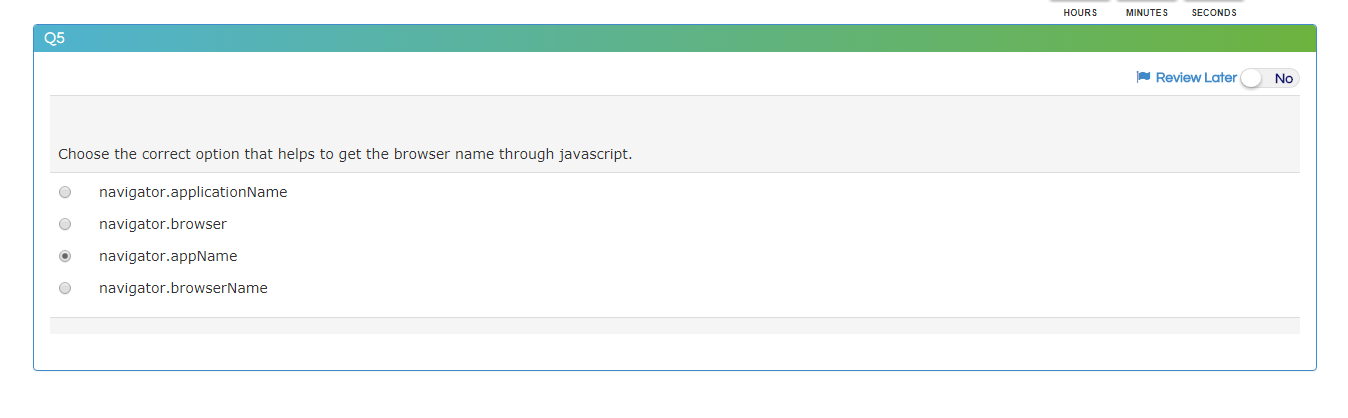 HOURS MINUTES SECONDS
Q5
Review Later No
Choose the correct option that helps to get the browser name through javascript.
navigator.applicationName
navigator.browser
navigator.appName
navigator.browserName